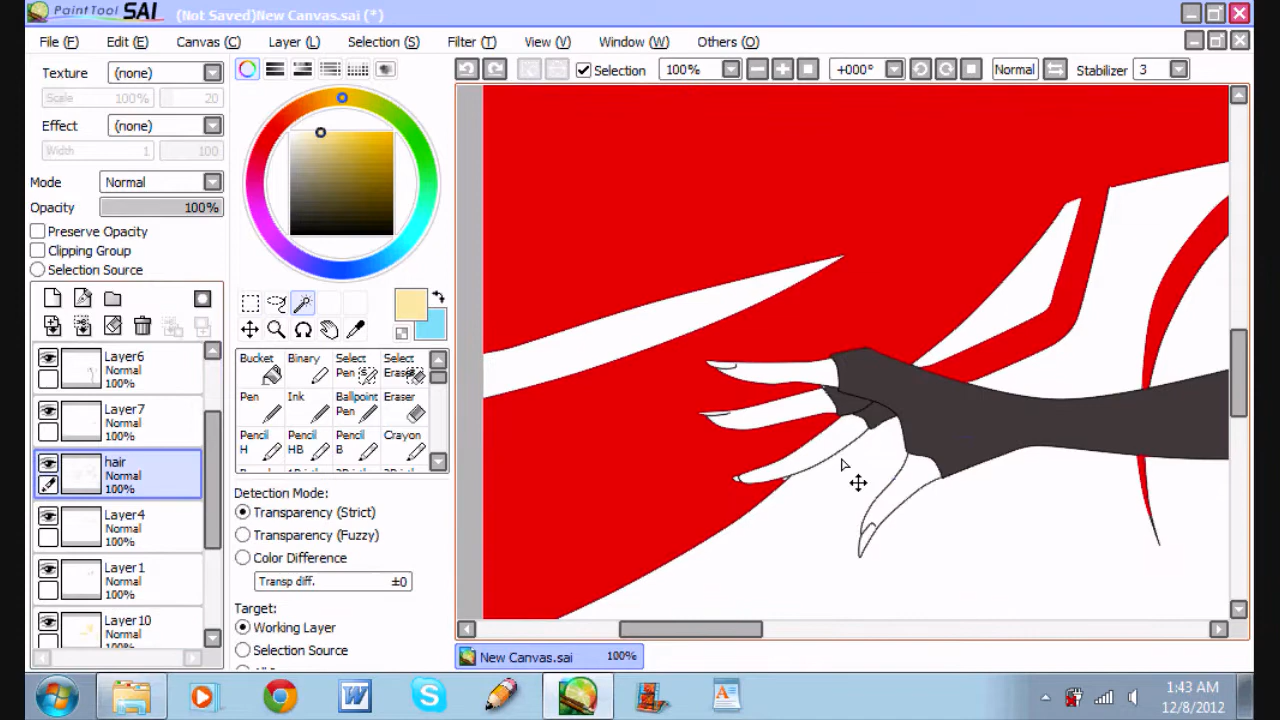 PaintTool SAI (Not Saved)New Canvas.sai (*)
File (F) Edit (E) Canvas (C) Layer (L) Selection (S) Filter (T) View (V) Window (W) Others (O)
Texture (none)
Scale 100% 20
Effect (none)
Width 1 100
Mode Normal
Opacity 100%
Preserve Opacity
Clipping Group
Selection Source
Layer6
Normal
100%
Layer7
Normal
100%
hair
Normal
100%
Layer4
Normal
100%
Layer1
Normal
100%
Layer10
Normal
Bucket Binary Select Pen Select Eraser
Pen Ink Ballpoint Pen Eraser
Pencil H Pencil HB Pencil B Crayon
Detection Mode:
Transparency (Strict)
Transparency (Fuzzy)
Color Difference
Transp diff. ±0
Target:
Working Layer
Selection Source
Selection 100% +000° Normal Stabilizer 3
New Canvas.sai 100%
1:43 AM
12/8/2012